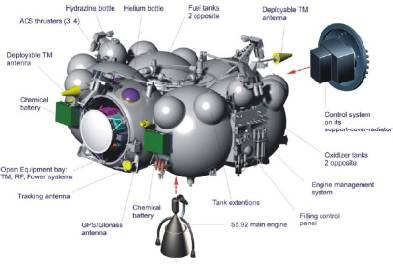 Hydrazine bottle
Helium bottle
Fuel tanks
2 opposite
Deployable TM
antenna
ACS thrusters (3 4)
Deployable TM
antenna
Chemical
battery
Control system
on its
support-cover-radiator
Oxidizer tanks
2 opposite
Engine management
system
Open Equipment bay:
TM, RF, Power systems
Tracking antenna
GPS/Glonass
antenna
Chemical
battery
Tank extentions
S5.92 main engine
Filling control
panel